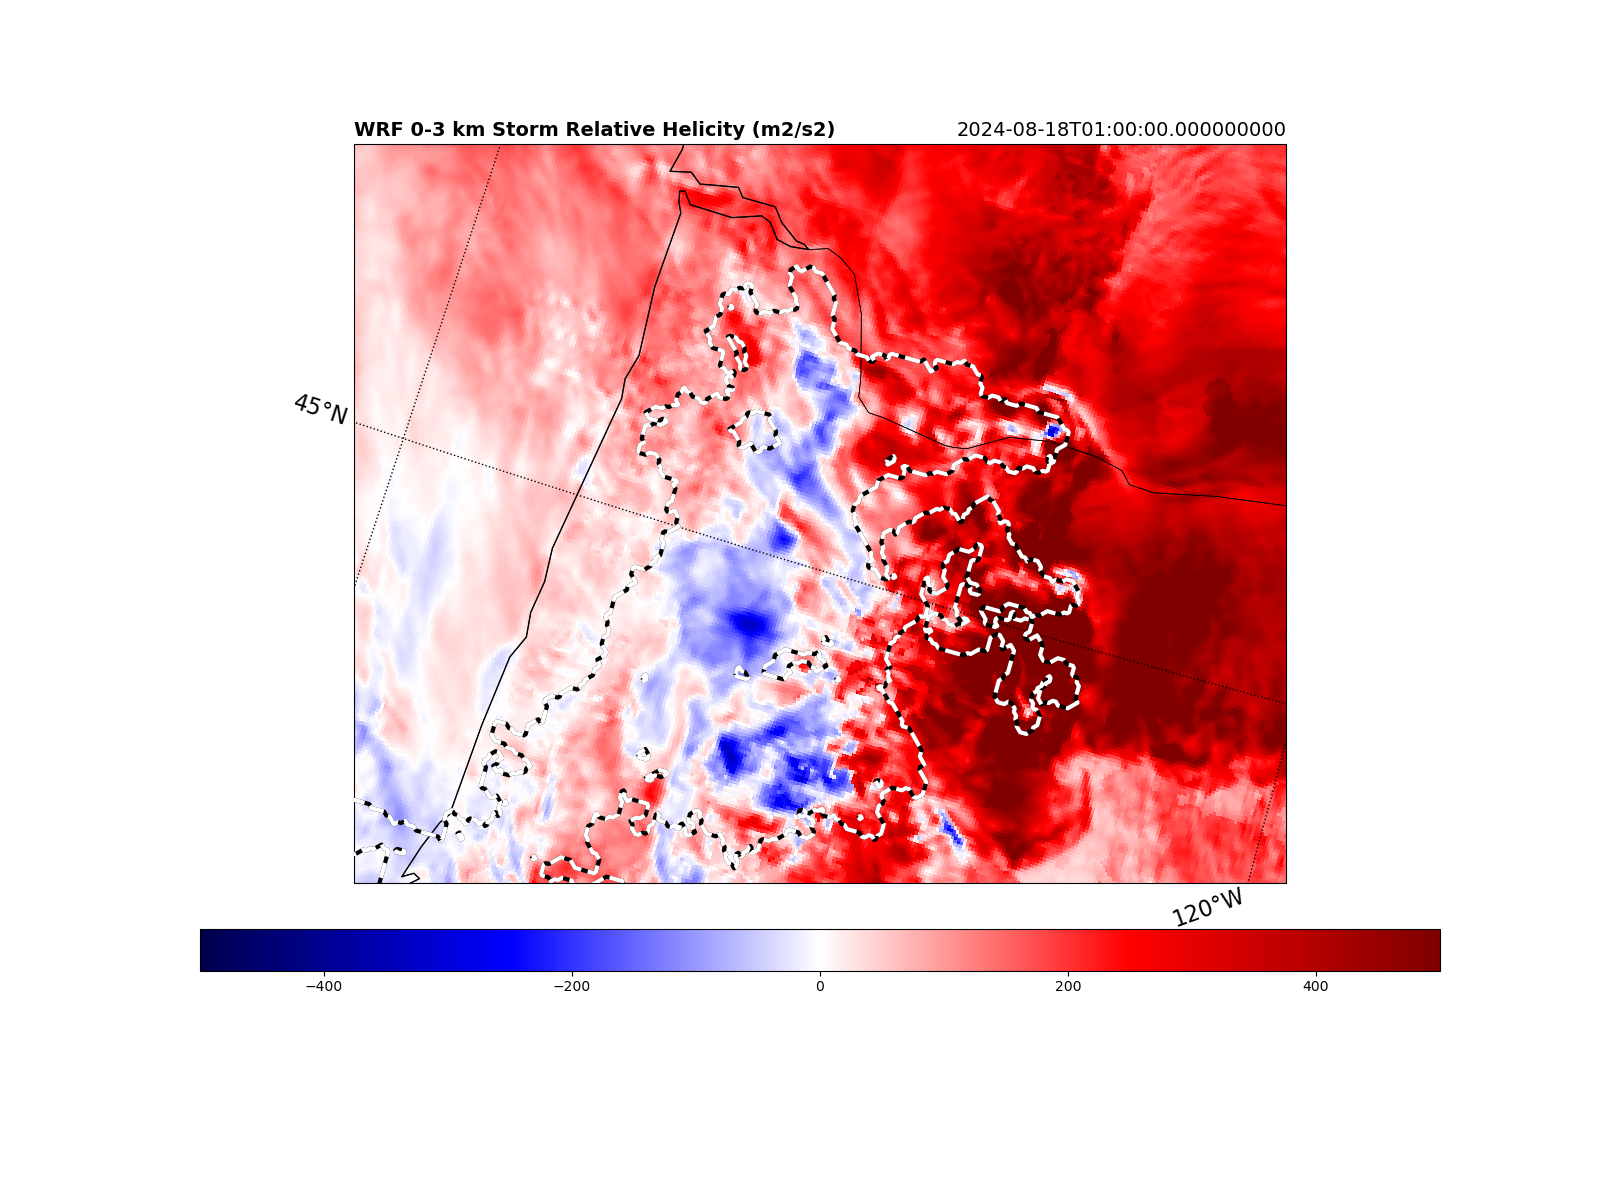 WRF 0-3 km Storm Relative Helicity (m2/s2) 2024-08-18T01:00:00.000000000
45°N
120°W
−400 −200 0 200 400